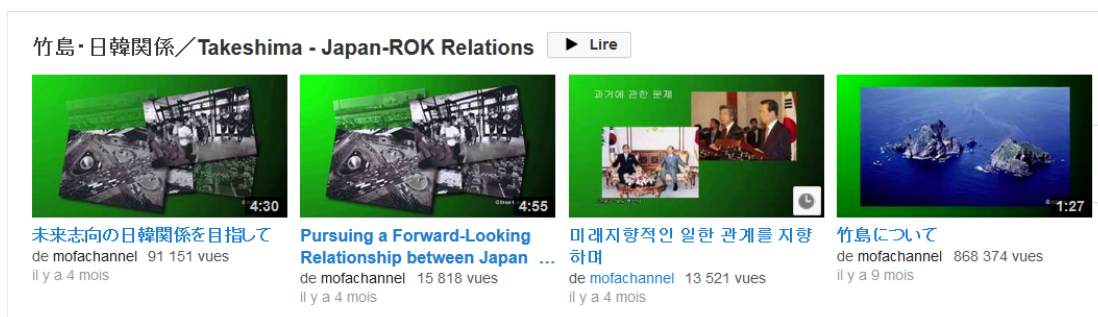 竹島・日韓関係／Takeshima - Japan-ROK Relations
Lire
과거에 관한 문제
4:30
4:55
1:27
未来志向の日韓関係を目指して
de mofachannel 91 151 vues
il y a 4 mois
Pursuing a Forward-Looking
Relationship between Japan ...
de mofachannel 15 818 vues
il y a 4 mois
미래지향적인 일한 관계를 지향
하며
de mofachannel 13 521 vues
il y a 4 mois
竹島について
de mofachannel 868 374 vues
il y a 9 mois